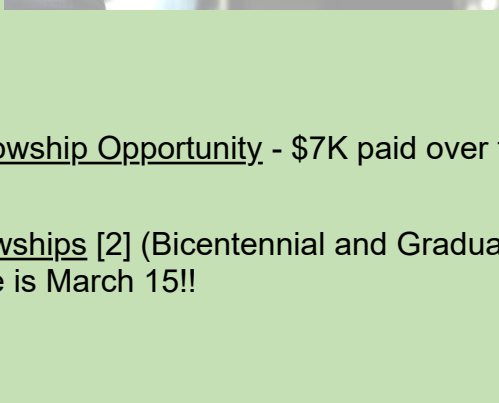 owship Opportunity - $7K paid over
wships [2] (Bicentennial and Gradua
e is March 15!!